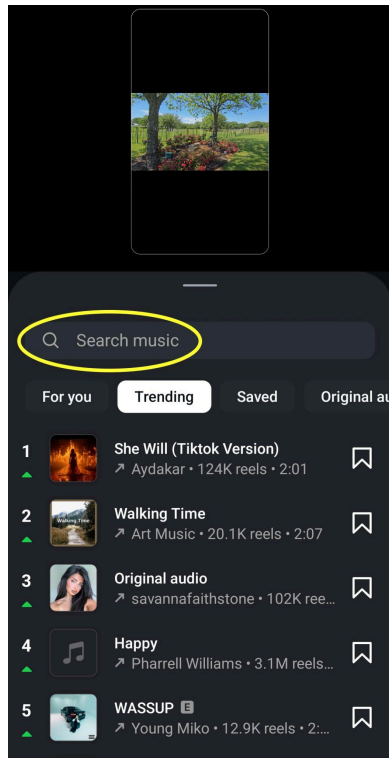 Search music
For you Trending Saved Original au
1 She Will (Tiktok Version)
Aydakar • 124K reels • 2:01
2 Walking Time
Walking Time
Art Music • 20.1K reels • 2:07
3 Original audio
savannafaithstone • 102K ree...
4 Happy
Pharrell Williams • 3.1M reels...
5 WASSUP E
Young Miko • 12.9K reels • 2:...